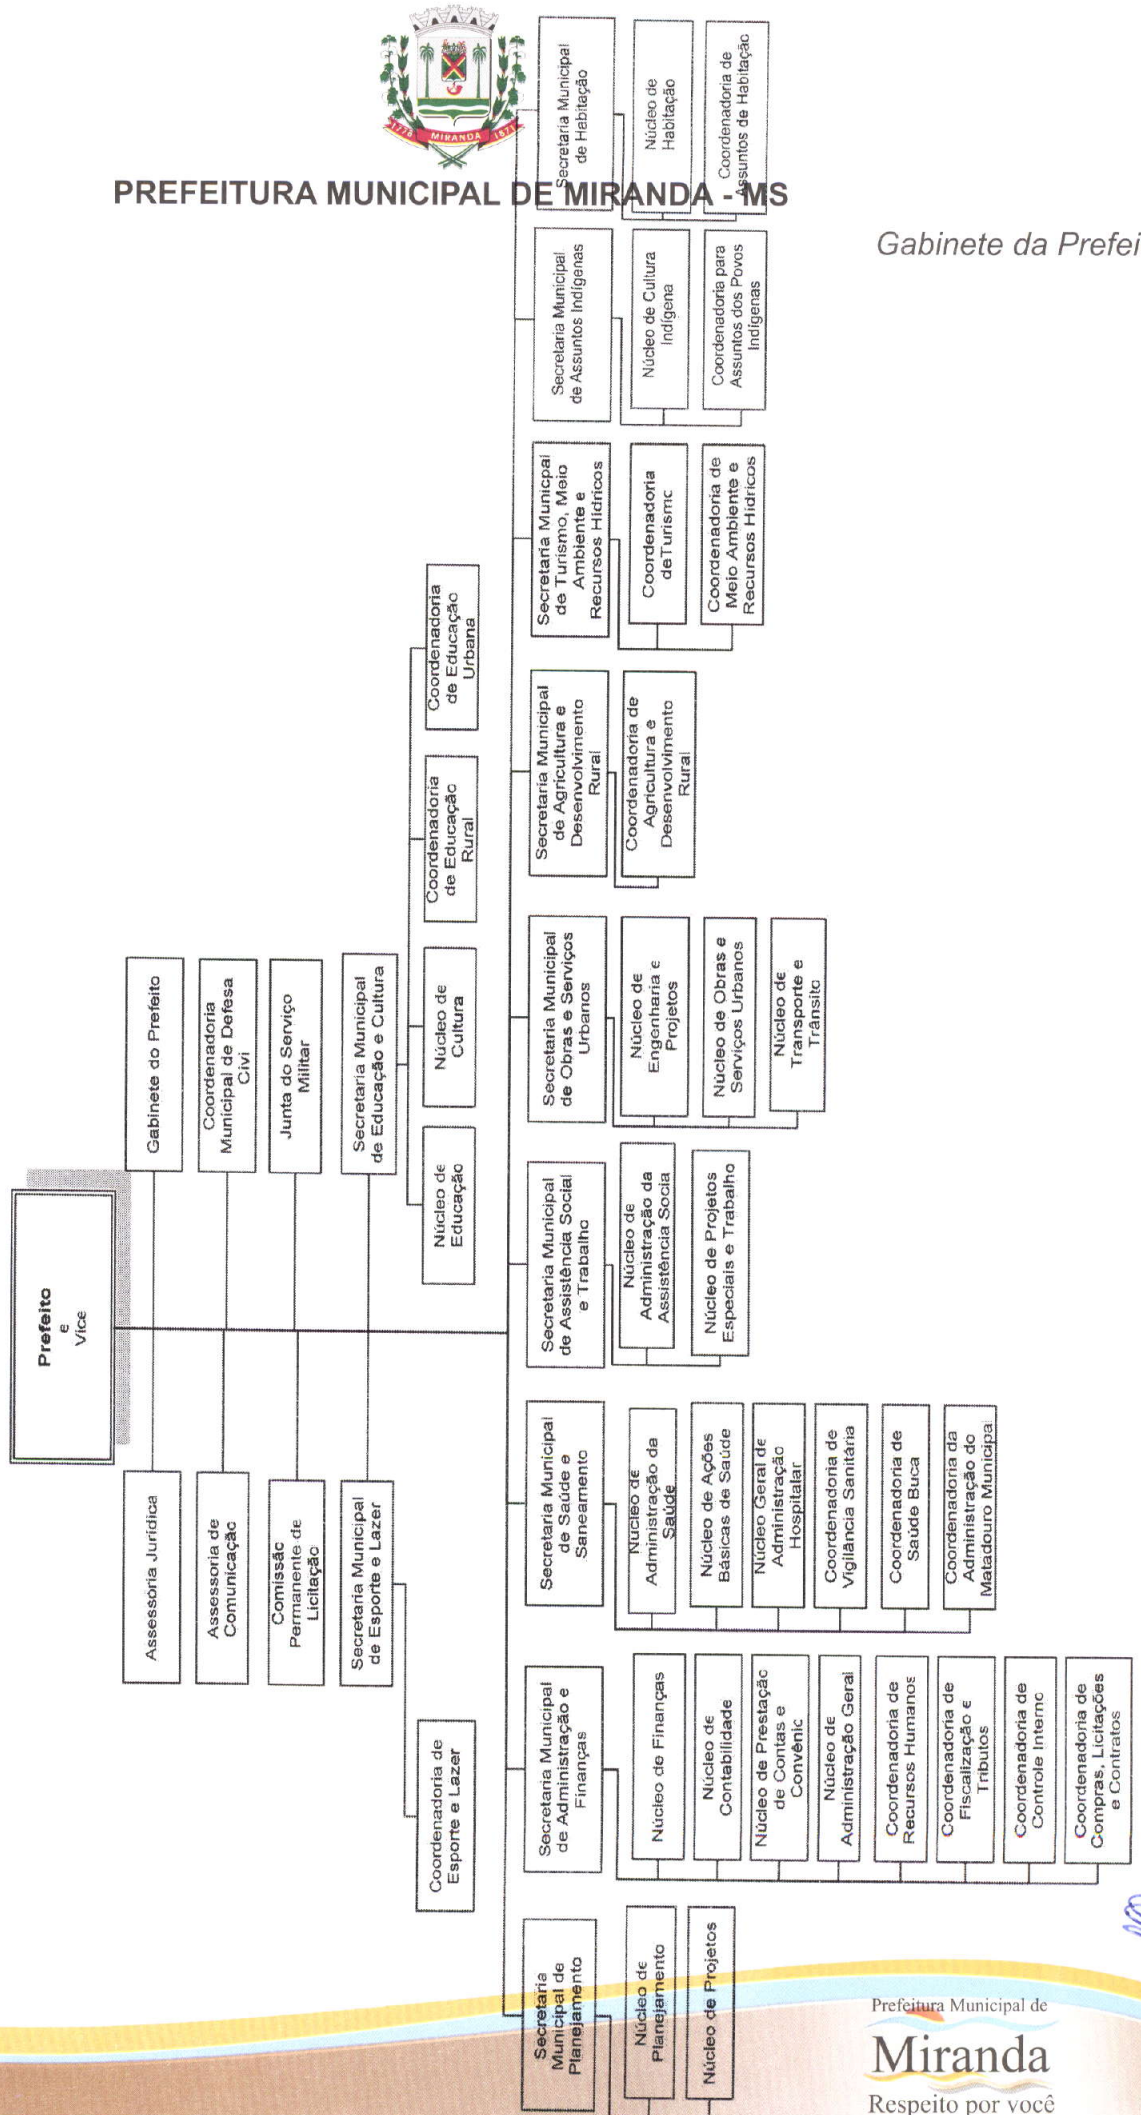 1778 MIRANDA 1871
PREFEITURA MUNICIPAL DE MIRANDA - MS
Gabinete da Prefei
Prefeito
e
Vice
Assessória Jurídica
Gabinete do Prefeito
Assessoria de
Comunicação
Coordenadoria
Municipal de Defesa
Civi
Comissão
Permanente de
Licitação
Junta do Serviço
Militar
Secretaria Municipal
de Esporte e Lazer
Secretaria Municipal
de Educação e Cultura
Coordenadoria de
Esporte e Lazer
Núcleo de
Educação
Núcleo de
Cultura
Coordenadoria
de Educação
Rural
Coordenadoria
de Educação
Urbana
Secretaria
Municipal de
Planejamento
Núcleo de
Planejamento
Núcleo de Projetos
Secretaria Municipal
de Administração e
Finanças
Núcleo de Finanças
Núcleo de
Contabilidade
Núcleo de Prestação
de Contas e
Convênic
Núcleo de
Administração Geral
Coordenadoria de
Recursos Humanos
Coordenadoria de
Fiscalização e
Tributos
Coordenadoria de
Controle Internc
Coordenadoria de
Compras, Licitações
e Contratos
Secretaria Municipal
de Saúde e
Saneamento
Nucleo de
Administração da
Saúde
Núcleo de Ações
Básicas de Saúde
Núcleo Geral de
Administração
Hospitalar
Coordenadoria de
Vigilância Sanitária
Coordenadoria de
Saúde Buca
Coordenadoria da
Administração do
Matadouro Municipal
Secretaria Municipal
de Assistência Social
e Trabalho
Núcleo de
Administração da
Assistência Socia
Núcleo de Projetos
Especiais e Trabalho
Secretaria Municipal
de Obras e Serviços
Urbanos
Núcleo de
Engenharia e
Projetos
Núcleo de Obras e
Serviços Urbanos
Núcleo de
Transporte e
Trânsito
Secretaria Municipal
de Agricultura e
Desenvolvimento
Rural
Coordenadoria de
Agricultura e
Desenvolvimento
Rural
Secretaria Municpal
de Turismo, Meio
Ambiente e
Recursos Hídricos
Coordenadoria
deTurismc
Coordenadoria de
Meio Ambiente e
Recursos Hídricos
Secretaria Municipal
de Assuntos Indígenas
Núcleo de Cultura
Indígena
Coordenadoria para
Assuntos dos Povos
Indígenas
Secretaria Municipal
de Habitação
Núcleo de
Habitação
Coordenadoria de
Assuntos de Habitação
Prefeitura Municipal de
Miranda
Respeito por você